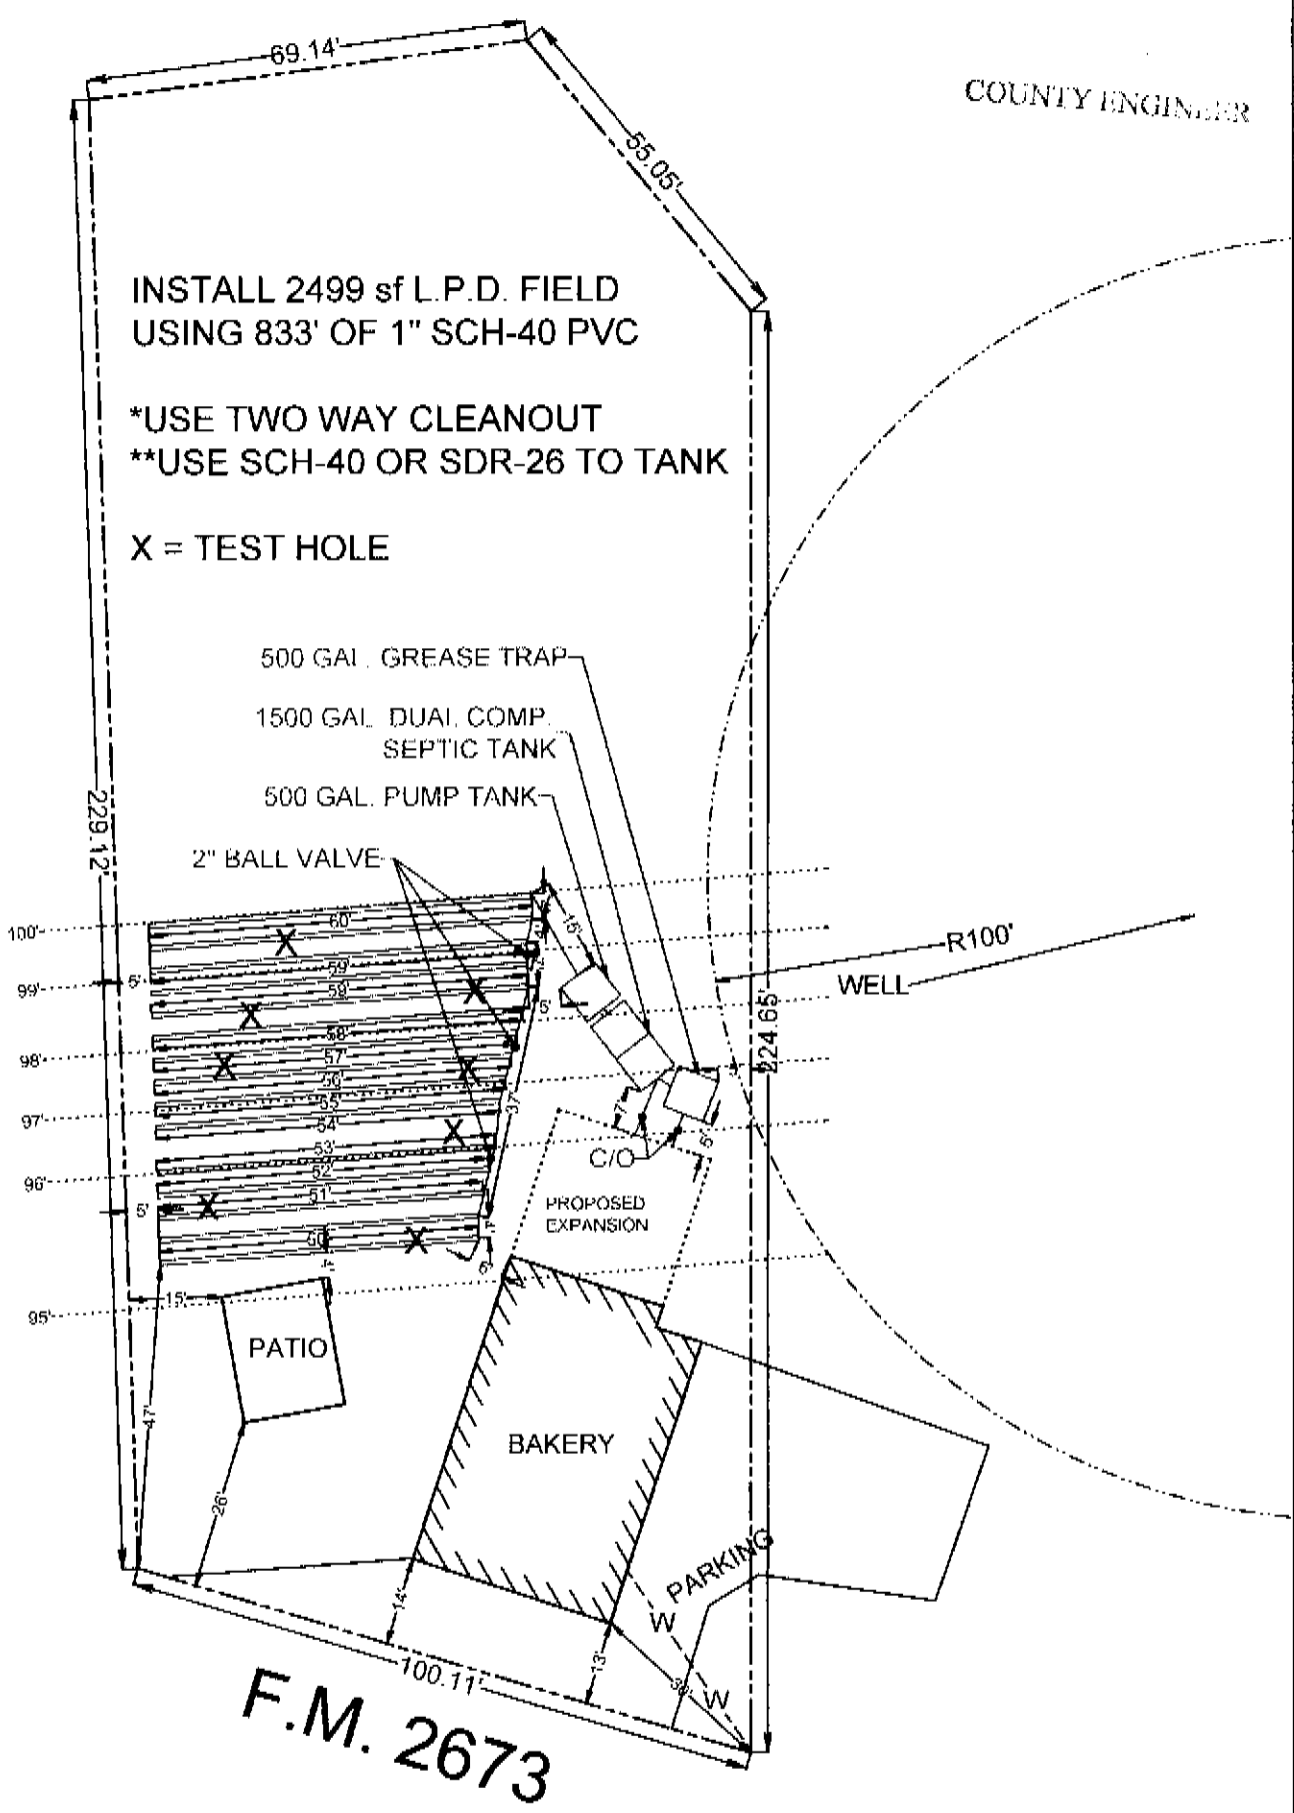 69.14'
COUNTY ENGINEER
55.05'
INSTALL 2499 sf L.P.D. FIELD
USING 833' OF 1" SCH-40 PVC
*USE TWO WAY CLEANOUT
**USE SCH-40 OR SDR-26 TO TANK
X = TEST HOLE
500 GAL. GREASE TRAP
1500 GAL. DUAL COMP.
SEPTIC TANK
500 GAL. PUMP TANK
2" BALL VALVE
229.12'
224.65'
100'
60'
X
15'
R100'
WELL
99'
5'
59'
59'
X
X
6'
98'
58'
57'
X
X
56'
97'
55'
37'
54'
X
7'
5'
C/O
53'
96'
52'
51'
5'
X
PROPOSED
EXPANSION
50'
X
6'
95'
15'
PATIO
47'
BAKERY
26'
PARKING
14'
W
13'
W
100.11'
F.M. 2673